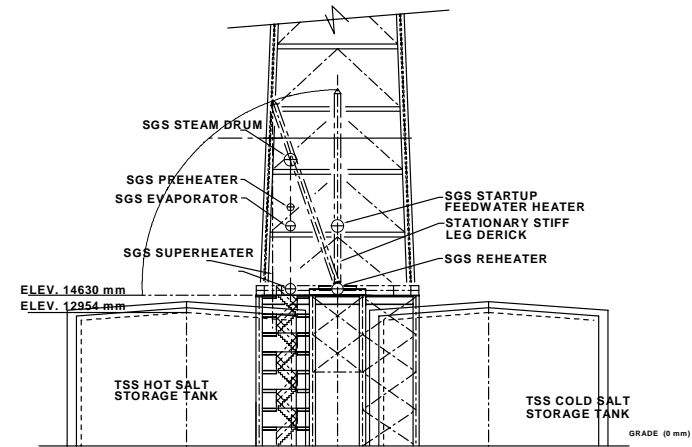 SGS STEAM DRUM
SGS PREHEATER
SGS EVAPORATOR
SGS STARTUP
FEEDWATER HEATER
STATIONARY STIFF
LEG DERICK
SGS SUPERHEATER
SGS REHEATER
ELEV. 14630 mm
ELEV. 12954 mm
TSS HOT SALT
STORAGE TANK
TSS COLD SALT
STORAGE TANK
GRADE (0 mm)